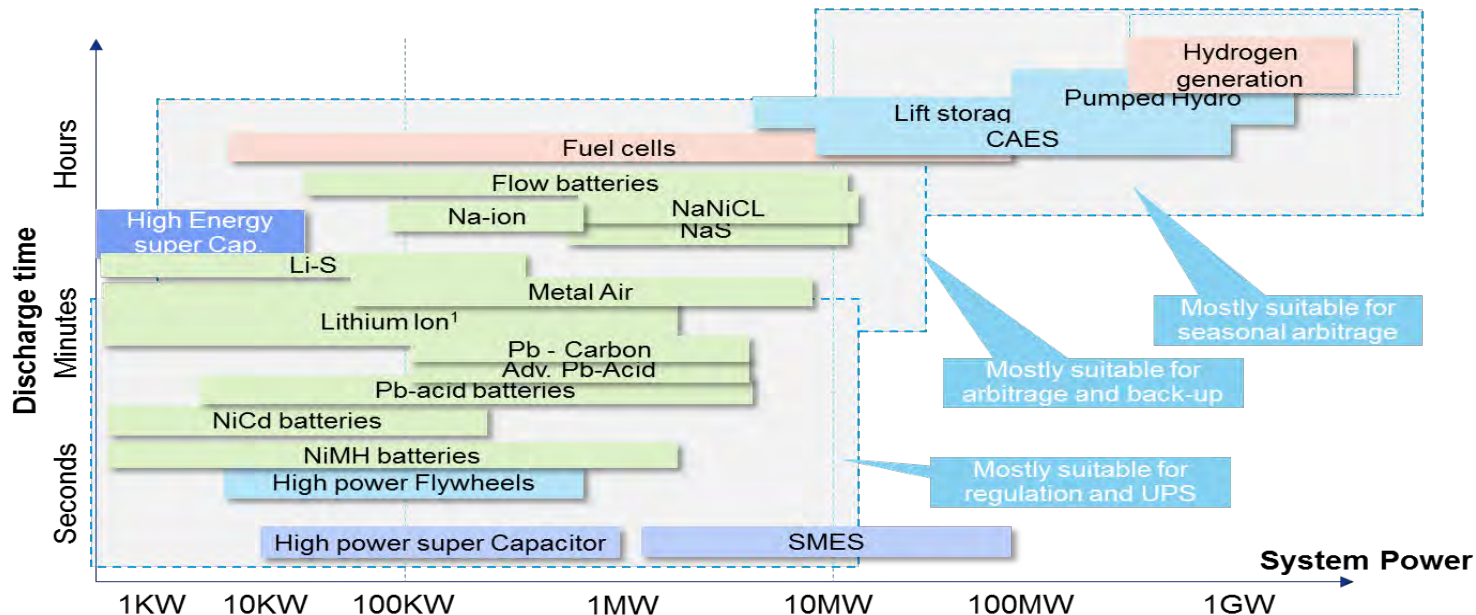 Hydrogen
generation
Pumped Hydro
Lift storag
CAES
Fuel cells
Flow batteries
Na-ion
NaNiCL
NaS
High Energy
super Cap.
Li-S
Metal Air
Lithium Ion1
Pb - Carbon
Adv. Pb-Acid
Pb-acid batteries
NiCd batteries
NiMH batteries
High power Flywheels
High power super Capacitor
SMES
Mostly suitable for
seasonal arbitrage
Mostly suitable for
arbitrage and back-up
Mostly suitable for
regulation and UPS
Discharge time
Hours
Minutes
Seconds
System Power
1KW 10KW 100KW 1MW 10MW 100MW 1GW